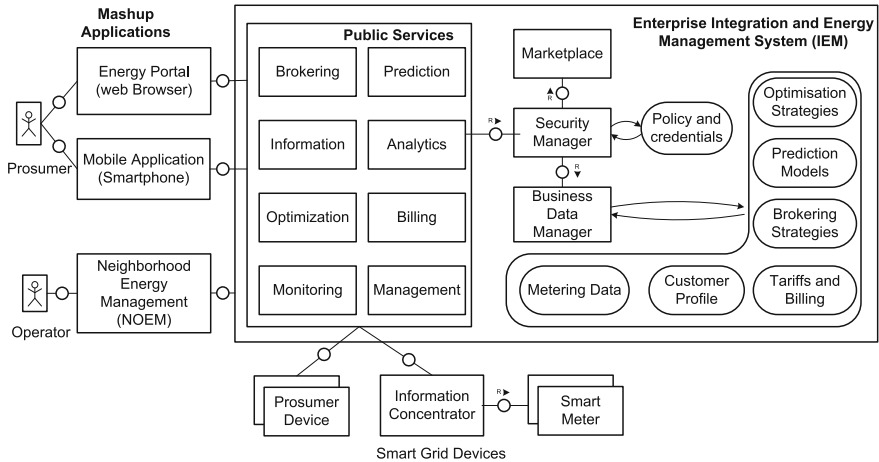 Mashup
Applications
Enterprise Integration and Energy
Management System (IEM)
Public Services
Energy Portal
(web Browser)
Mobile Application
(Smartphone)
Prosumer
Neighborhood
Energy
Management
(NOEM)
Operator
Brokering
Prediction
Information
Analytics
Optimization
Billing
Monitoring
Management
R
Marketplace
R
Security
Manager
Policy and
credentials
R
Business
Data
Manager
Optimisation
Strategies
Prediction
Models
Brokering
Strategies
Metering Data
Customer
Profile
Tariffs and
Billing
Prosumer
Device
Information
Concentrator
R
Smart
Meter
Smart Grid Devices